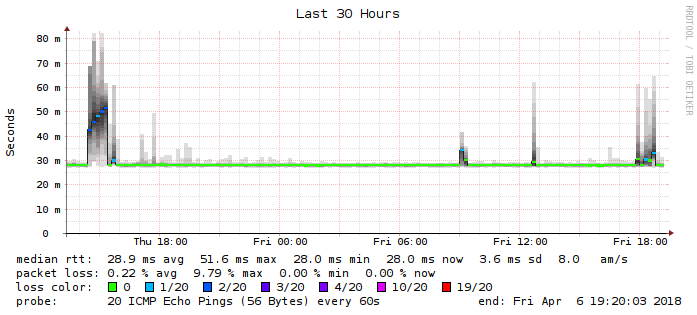 Last 30 Hours
RRDTOOL / TOBI OETIKER
Seconds
80 m
70 m
60 m
50 m
40 m
30 m
20 m
10 m
0
Thu 18:00 Fri 00:00 Fri 06:00 Fri 12:00 Fri 18:00
median rtt: 28.9 ms avg 51.6 ms max 28.0 ms min 28.0 ms now 3.6 ms sd 8.0 am/s
packet loss: 0.22 % avg 9.79 % max 0.00 % min 0.00 % now
loss color: 0 1/20 2/20 3/20 4/20 10/20 19/20
probe: 20 ICMP Echo Pings (56 Bytes) every 60s end: Fri Apr 6 19:20:03 2018